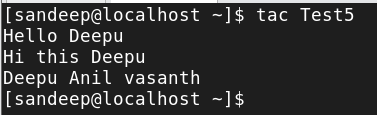 [sandeep@localhost ~]$ tac Test5
Hello Deepu
Hi this Deepu
Deepu Anil vasanth
[sandeep@localhost ~]$